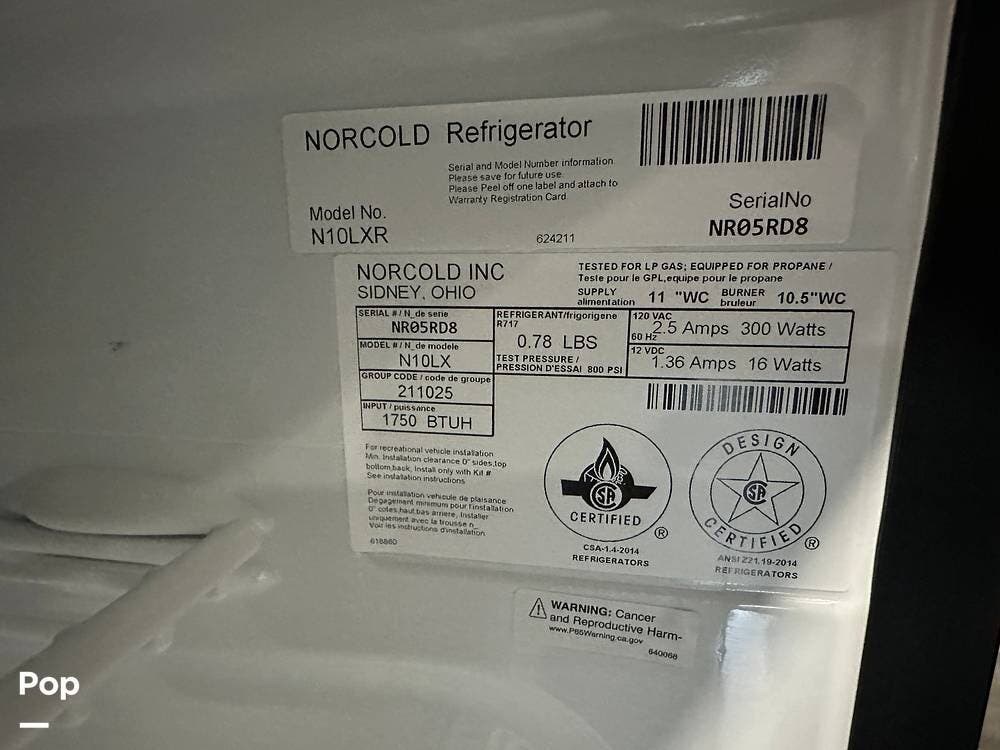 NORCOLD Refrigerator
Serial and Model Number information
Please save for future use.
Please Peel off one label and attach to
Warranty Registration Card
Model No.
N10LXR
624211
SerialNo
NR05RD8
NORCOLD INC
SIDNEY, OHIO
TESTED FOR LP GAS; EQUIPPED FOR PROPANE /
Teste pour le GPL,equipe pour le propane
SUPPLY alimentation 11 "WC BURNER bruleur 10.5"WC
SERIAL # / N_de serie
NR05RD8
MODEL # / N_de modele
N10LX
GROUP CODE / code de groupe
211025
INPUT / puissance
1750 BTUH
REFRIGERANT/frigorigene
R717
0.78 LBS
TEST PRESSURE /
PRESSION D'ESSAI 800 PSI
120 VAC
60 Hz 2.5 Amps 300 Watts
12 VDC
1.36 Amps 16 Watts
For recreational vehicle installation
Min. Installation clearance 0" sides,top
bottom,back, Install only with Kit #
See installation instructions
Pour installation vehicule de plaisance
Degagement minimum pour l'installation
0" cotes,haut,bas arriere, Installer
uniquement avec la trousse n_
Voir les instructions d'installation
618860
SA
CERTIFIED
®
CSA-1.4-2014
REFRIGERATORS
DESIGN
SA
CERTIFIED
®
ANSI Z21.19-2014
REFRIGERATORS
WARNING: Cancer
and Reproductive Harm-
www.P65Warning.ca.gov
640068
Pop